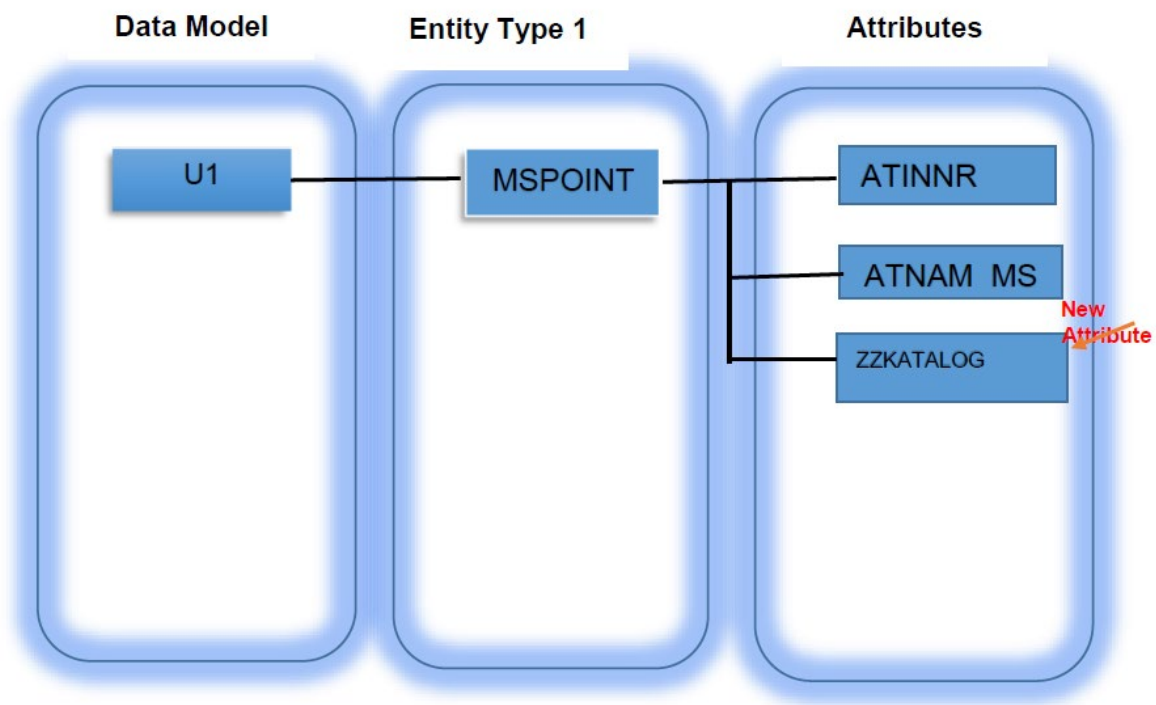 Data Model
Entity Type 1
Attributes
U1
MSPOINT
ATINNR
ATNAM MS
New
Attribute
ZZKATALOG